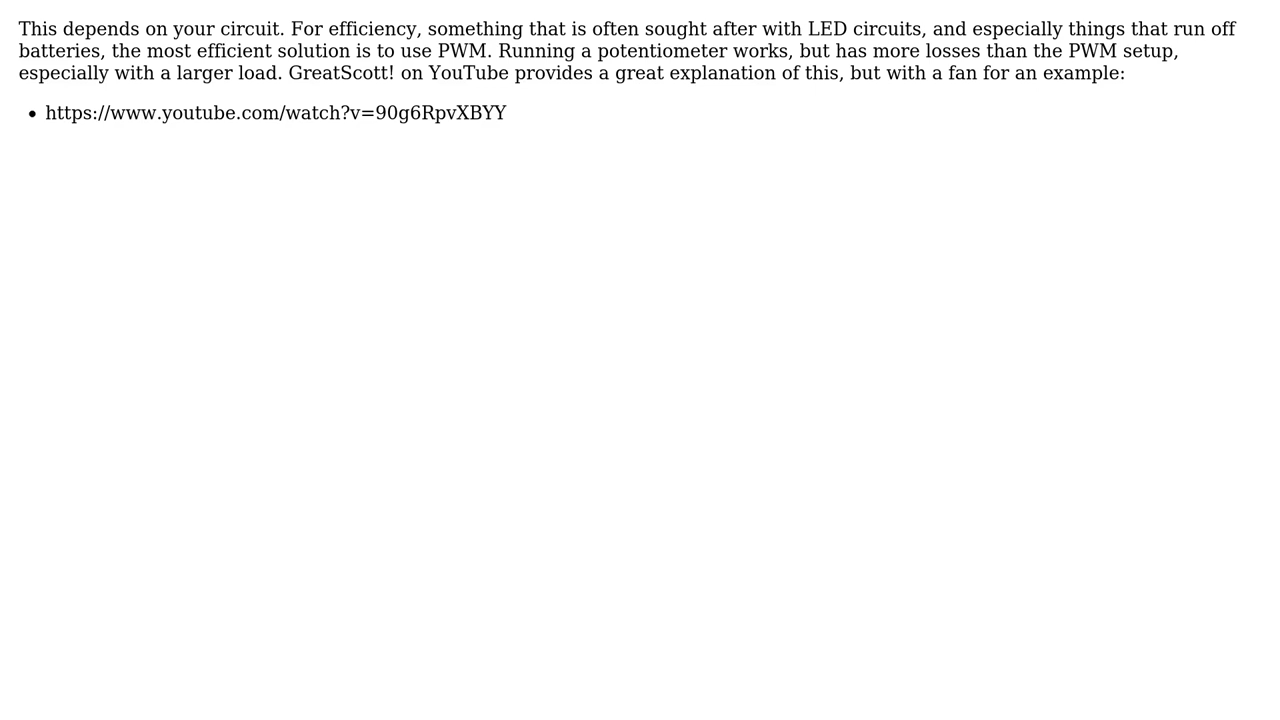 This depends on your circuit. For efficiency, something that is often sought after with LED circuits, and especially things that run off
batteries, the most efficient solution is to use PWM. Running a potentiometer works, but has more losses than the PWM setup,
especially with a larger load. GreatScott! on YouTube provides a great explanation of this, but with a fan for an example:
• https://www.youtube.com/watch?v=90g6RpvXBYY